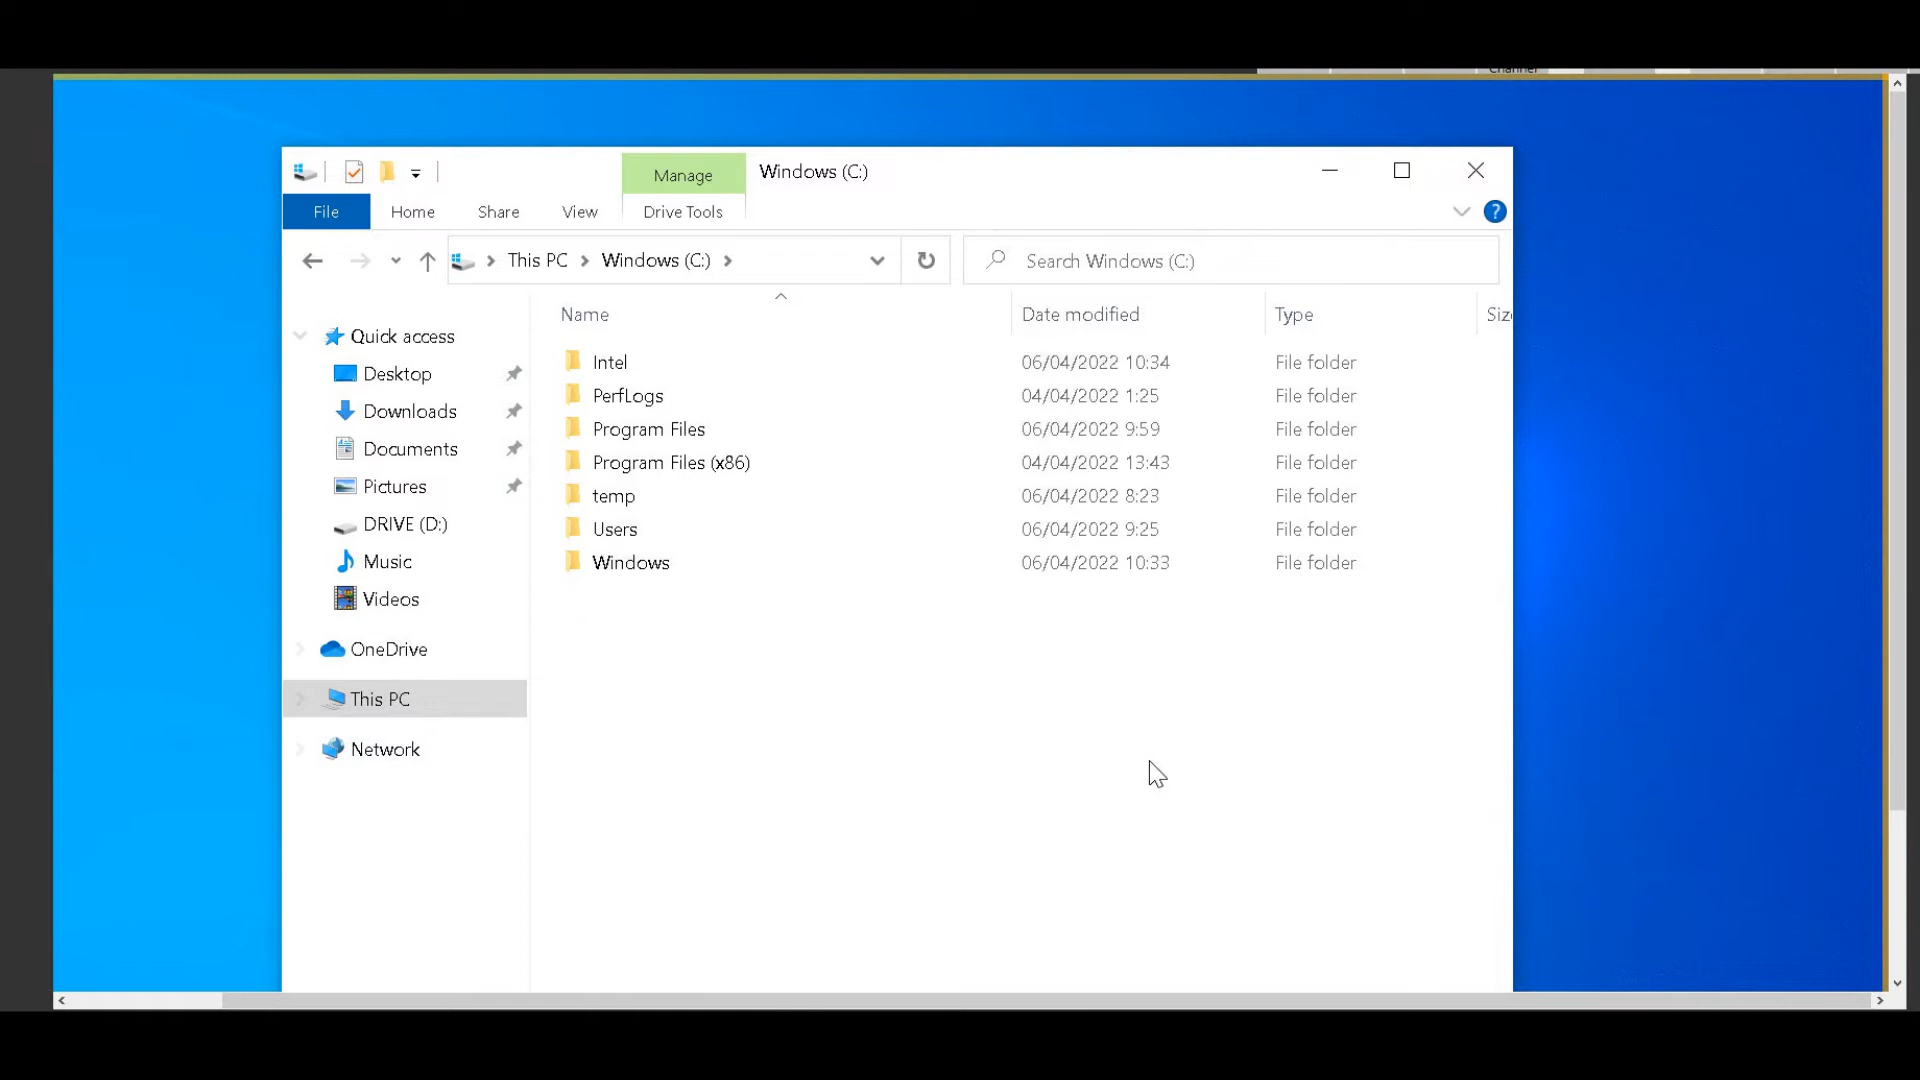 Channel
Manage
Windows (C:)
File
Home
Share
View
Drive Tools
This PC
Windows (C:)
Search Windows (C:)
Name
Date modified
Type
Siz
Quick access
Desktop
Downloads
Documents
Pictures
DRIVE (D:)
Music
Videos
OneDrive
This PC
Network
Intel 06/04/2022 10:34 File folder
PerfLogs 04/04/2022 1:25 File folder
Program Files 06/04/2022 9:59 File folder
Program Files (x86) 04/04/2022 13:43 File folder
temp 06/04/2022 8:23 File folder
Users 06/04/2022 9:25 File folder
Windows 06/04/2022 10:33 File folder